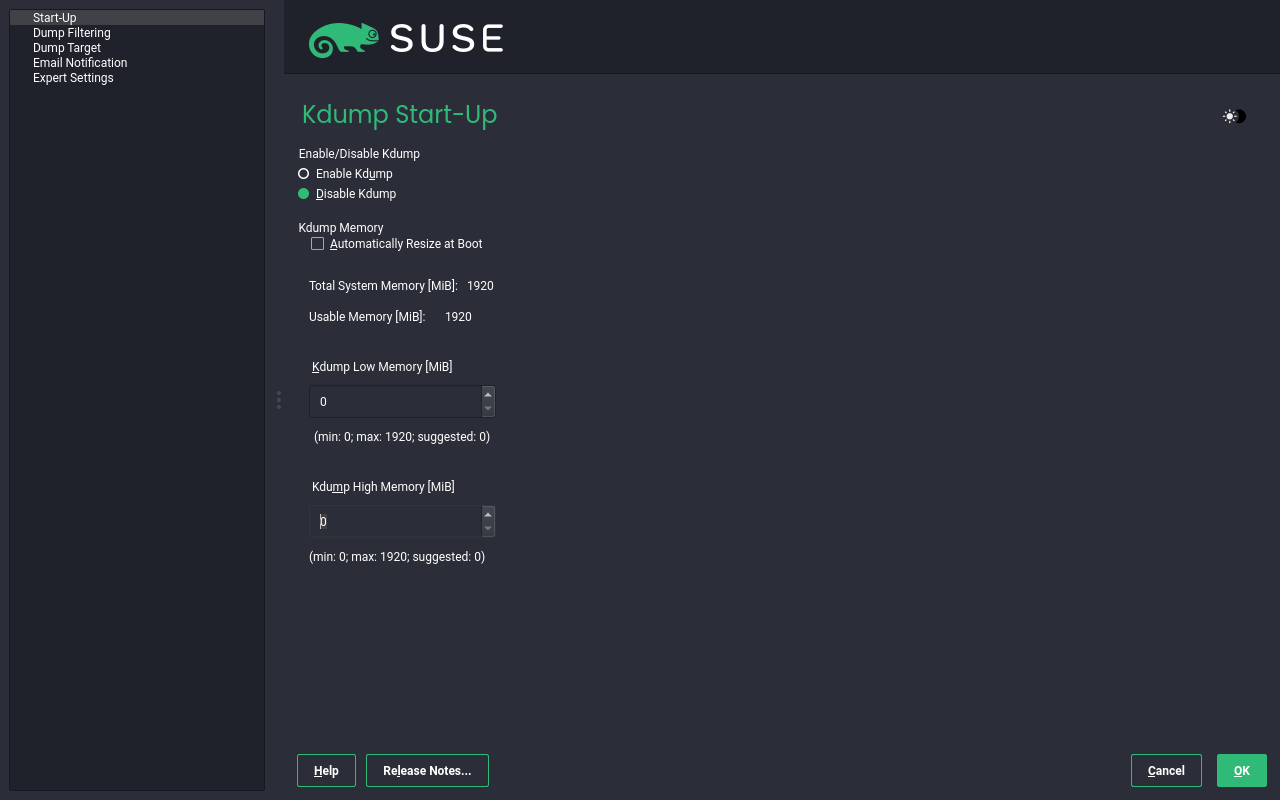 Start-Up
Dump Filtering
Dump Target
Email Notification
Expert Settings
SUSE
Kdump Start-Up
Enable/Disable Kdump
Enable Kdump
Disable Kdump
Kdump Memory
Automatically Resize at Boot
Total System Memory [MiB]: 1920
Usable Memory [MiB]: 1920
Kdump Low Memory [MiB]
0
(min: 0; max: 1920; suggested: 0)
Kdump High Memory [MiB]
0
(min: 0; max: 1920; suggested: 0)
Help Release Notes... Cancel OK